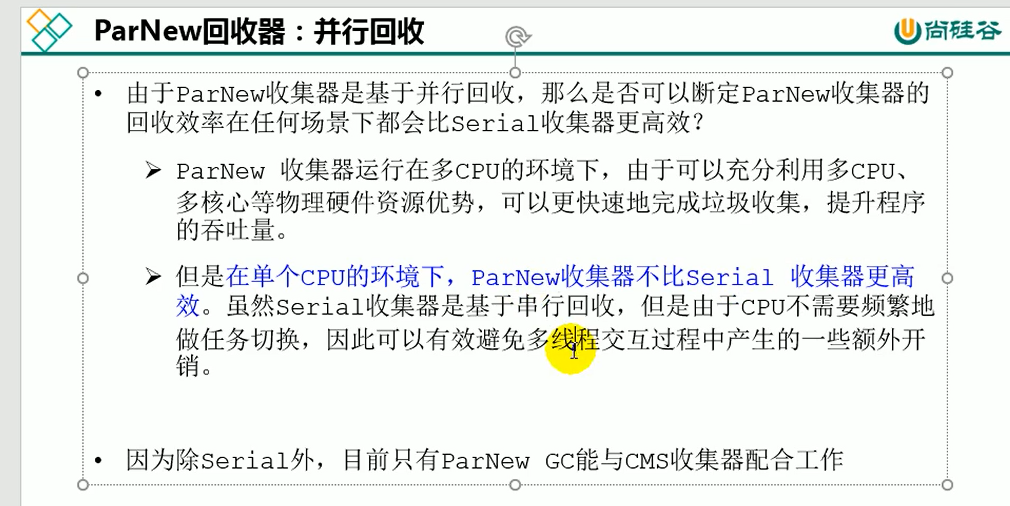 ParNew回收器：并行回收
尚硅谷
• 由于ParNew收集器是基于并行回收，那么是否可以断定ParNew收集器的
回收效率在任何场景下都会比Serial收集器更高效？
➢ ParNew 收集器运行在多CPU的环境下，由于可以充分利用多CPU、
多核心等物理硬件资源优势，可以更快速地完成垃圾收集，提升程序
的吞吐量。
➢ 但是在单个CPU的环境下，ParNew收集器不比Serial 收集器更高
效。虽然Serial收集器是基于串行回收，但是由于CPU不需要频繁地
做任务切换，因此可以有效避免多线程交互过程中产生的一些额外开
销。
• 因为除Serial外，目前只有ParNew GC能与CMS收集器配合工作